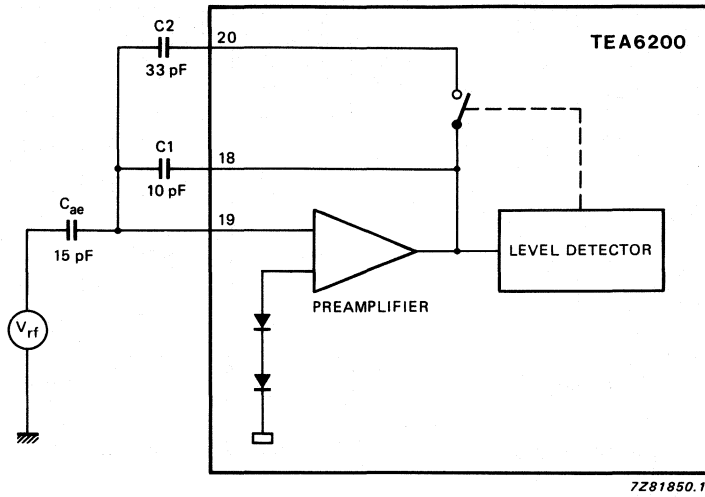 C2
20
TEA6200
33 pF
C1
18
10 pF
Cae
19
15 pF
LEVEL DETECTOR
PREAMPLIFIER
Vrf
7Z81850.1